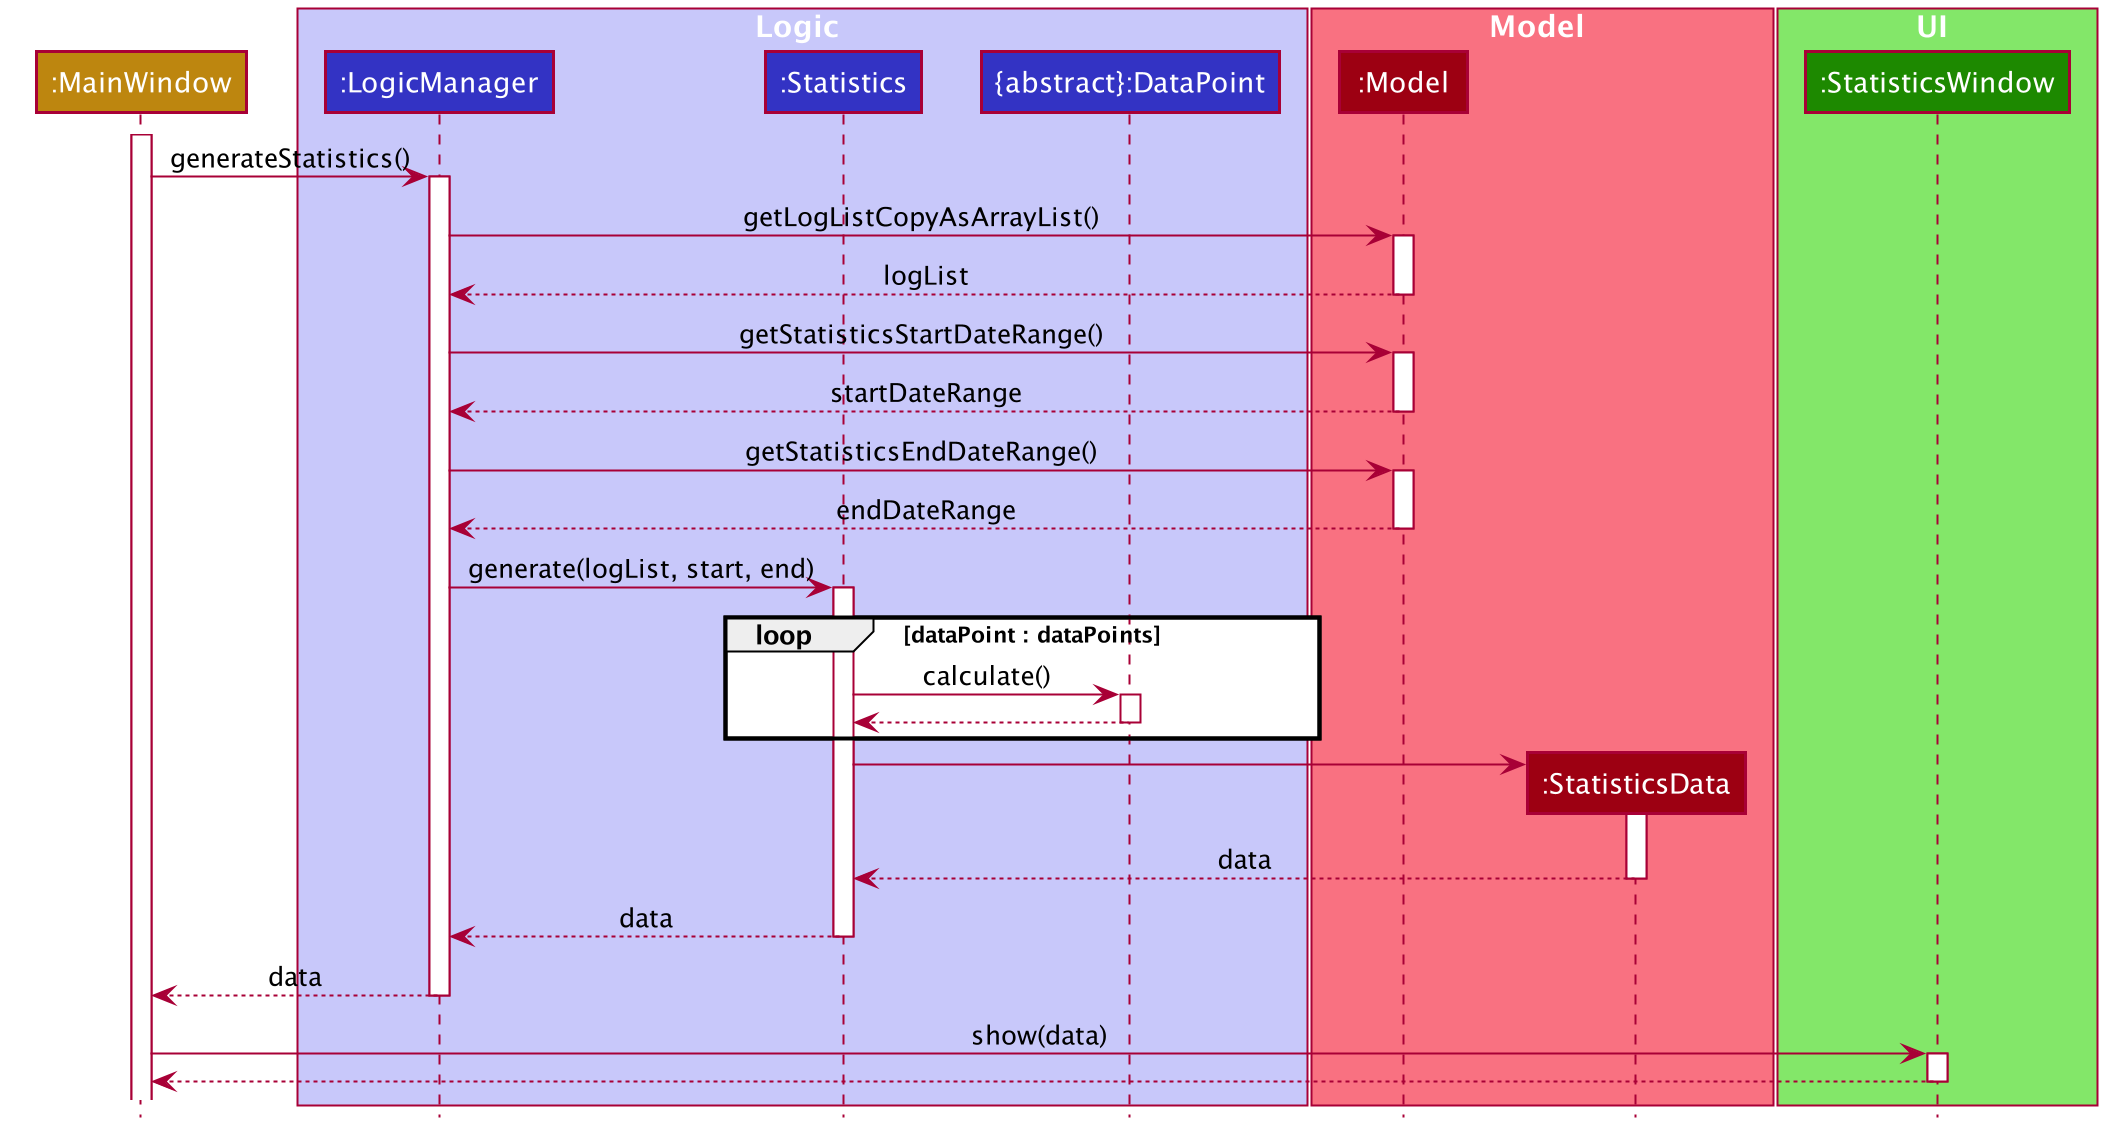 Logic
Model
UI
:MainWindow
:LogicManager
:Statistics
{abstract}:DataPoint
:Model
:StatisticsWindow
generateStatistics()
getLogListCopyAsArrayList()
logList
getStatisticsStartDateRange()
startDateRange
getStatisticsEndDateRange()
endDateRange
generate(logList, start, end)
loop
[dataPoint : dataPoints]
calculate()
:StatisticsData
data
data
data
show(data)